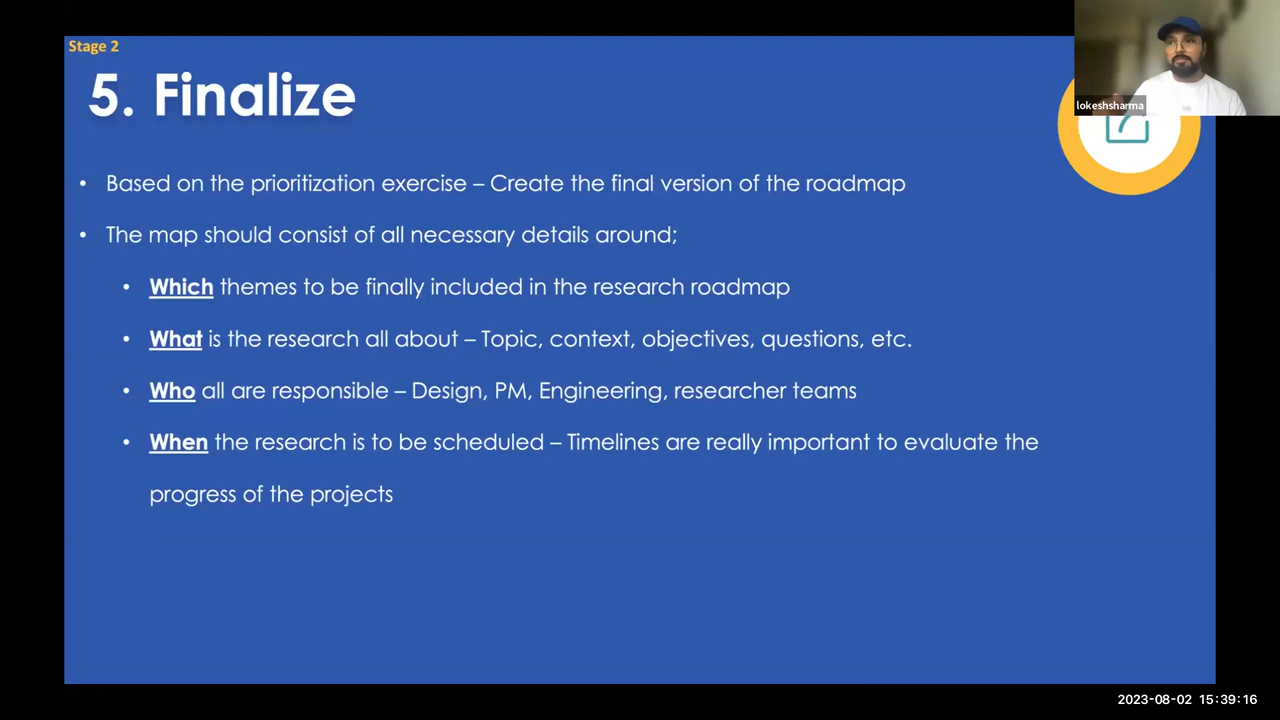 Stage 2
5. Finalize
lokeshsharma
• Based on the prioritization exercise – Create the final version of the roadmap
• The map should consist of all necessary details around;
• Which themes to be finally included in the research roadmap
• What is the research all about – Topic, context, objectives, questions, etc.
• Who all are responsible – Design, PM, Engineering, researcher teams
• When the research is to be scheduled – Timelines are really important to evaluate the
progress of the projects
2023-08-02 15:39:16